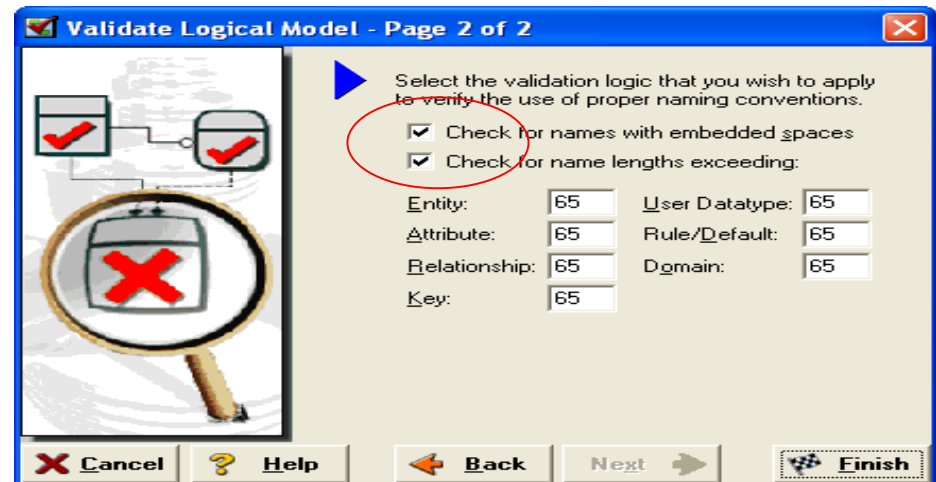 Validate Logical Model - Page 2 of 2
Select the validation logic that you wish to apply
to verify the use of proper naming conventions.
Check for names with embedded spaces
Check for name lengths exceeding:
Entity: 65 User Datatype: 65
Attribute: 65 Rule/Default: 65
Relationship: 65 Domain: 65
Key: 65
Cancel ? Help Back Next Finish